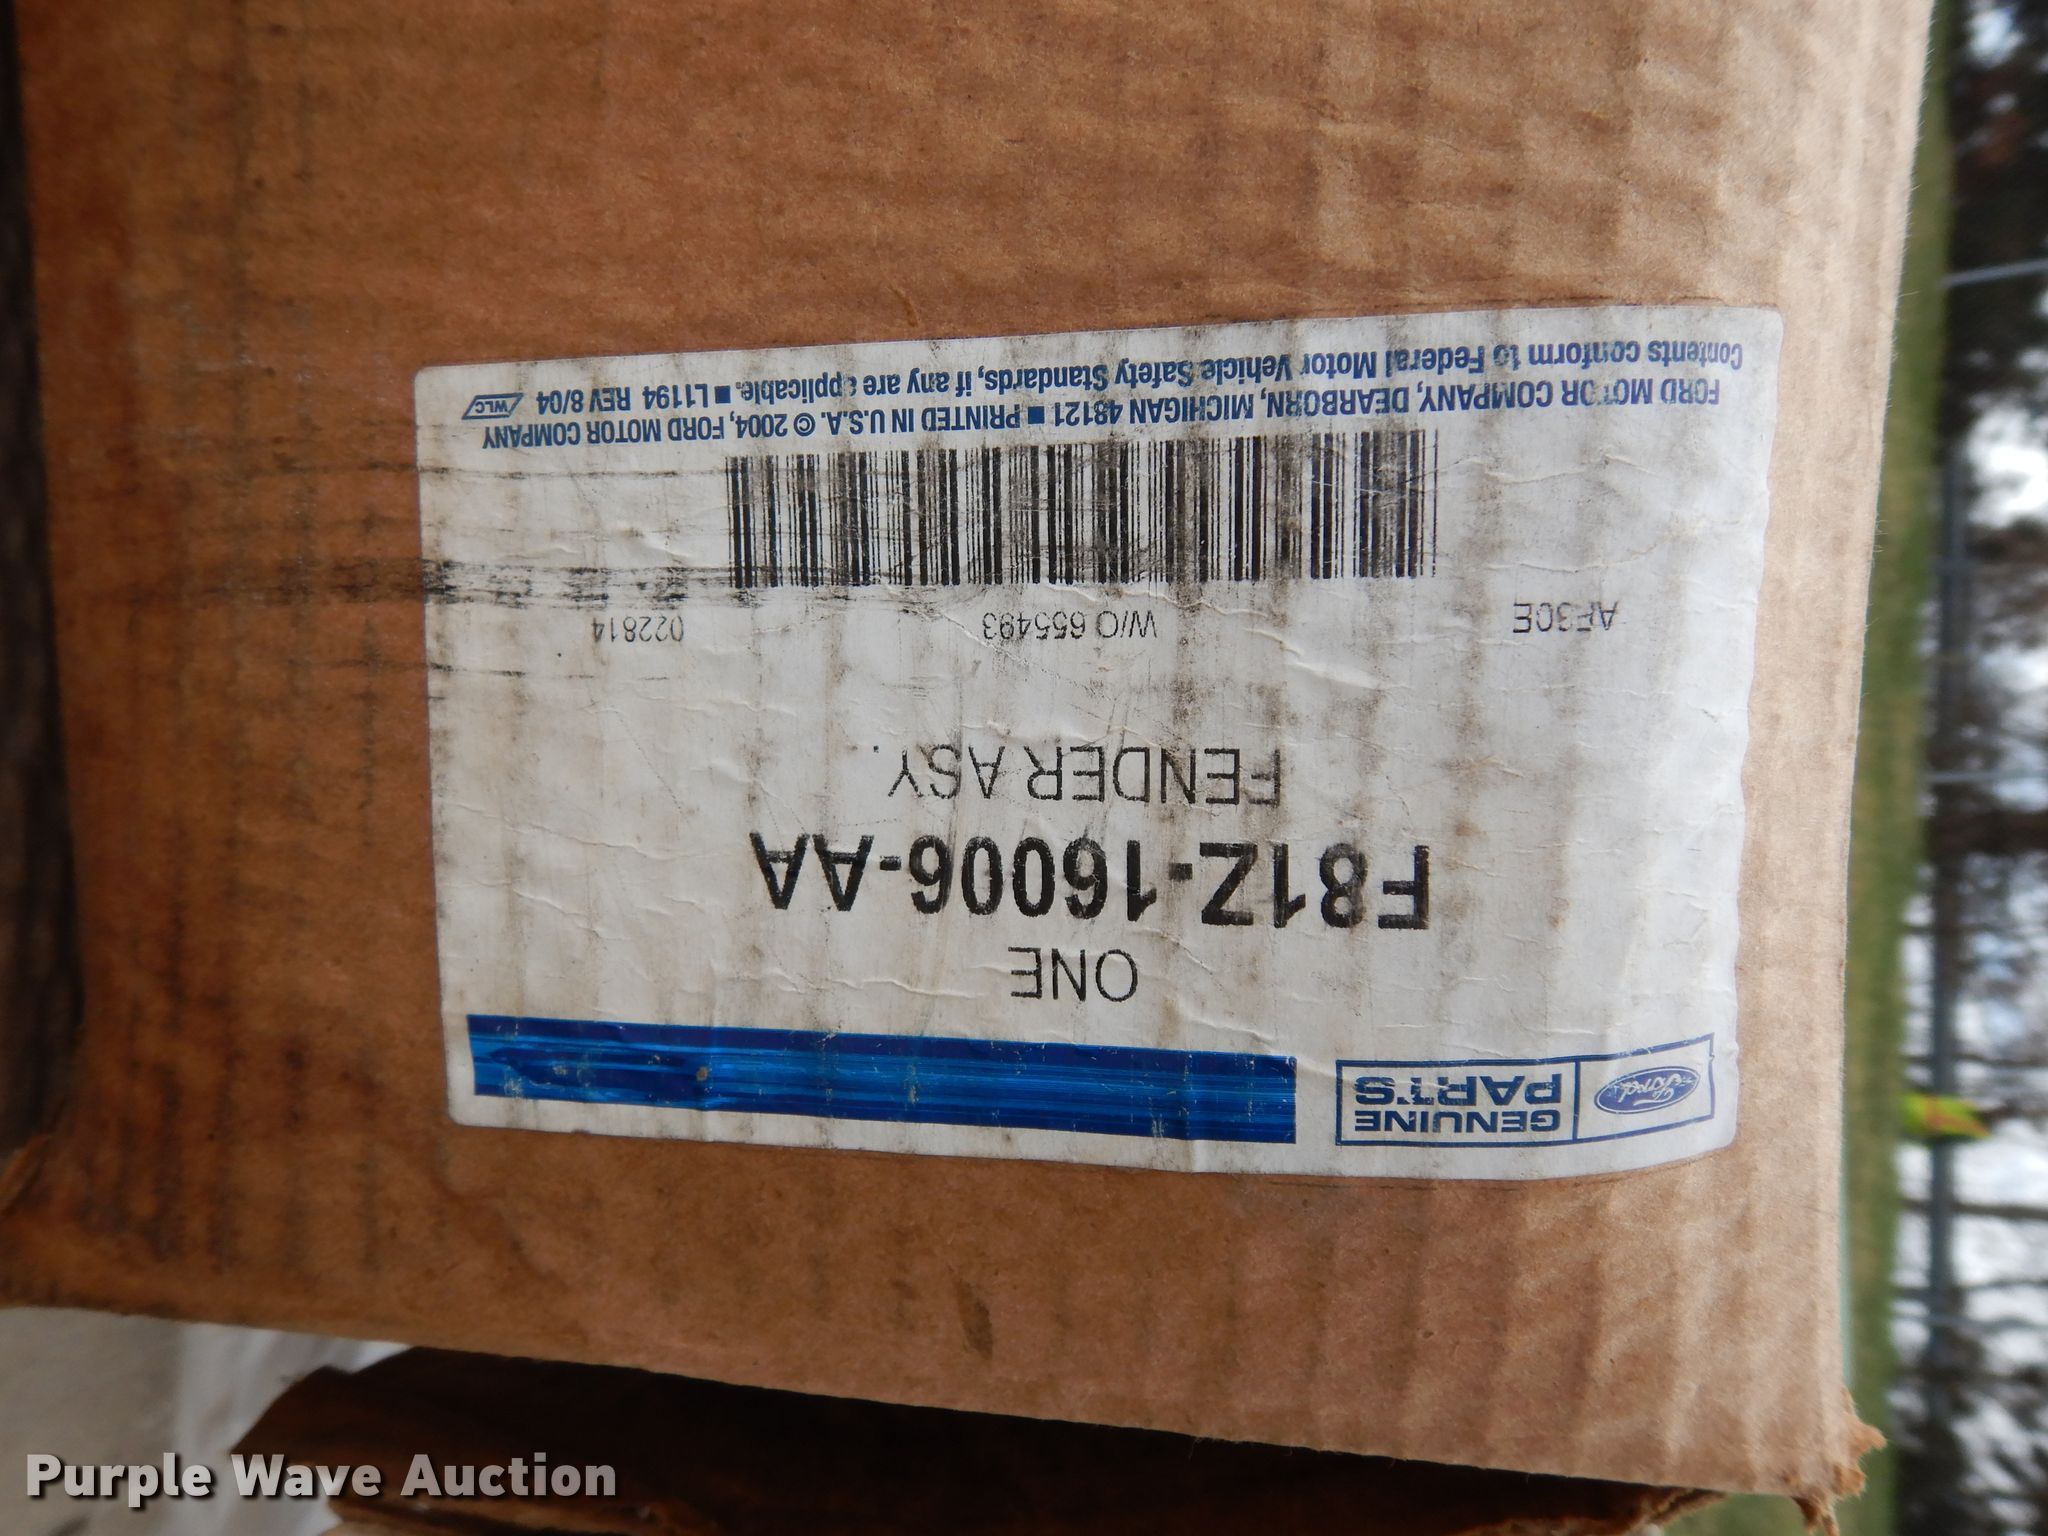 Ford
GENUINE
PARTS
ONE
F81Z-16006-AA
FENDER ASY.
AF30E W/O 655493 022814
FORD MOTOR COMPANY, DEARBORN, MICHIGAN 48121 ■ PRINTED IN U.S.A. © 2004, FORD MOTOR COMPANY
Contents conform to Federal Motor Vehicle Safety Standards, if any are applicable. ■ L1194 REV 8/04 WLC
Purple Wave Auction